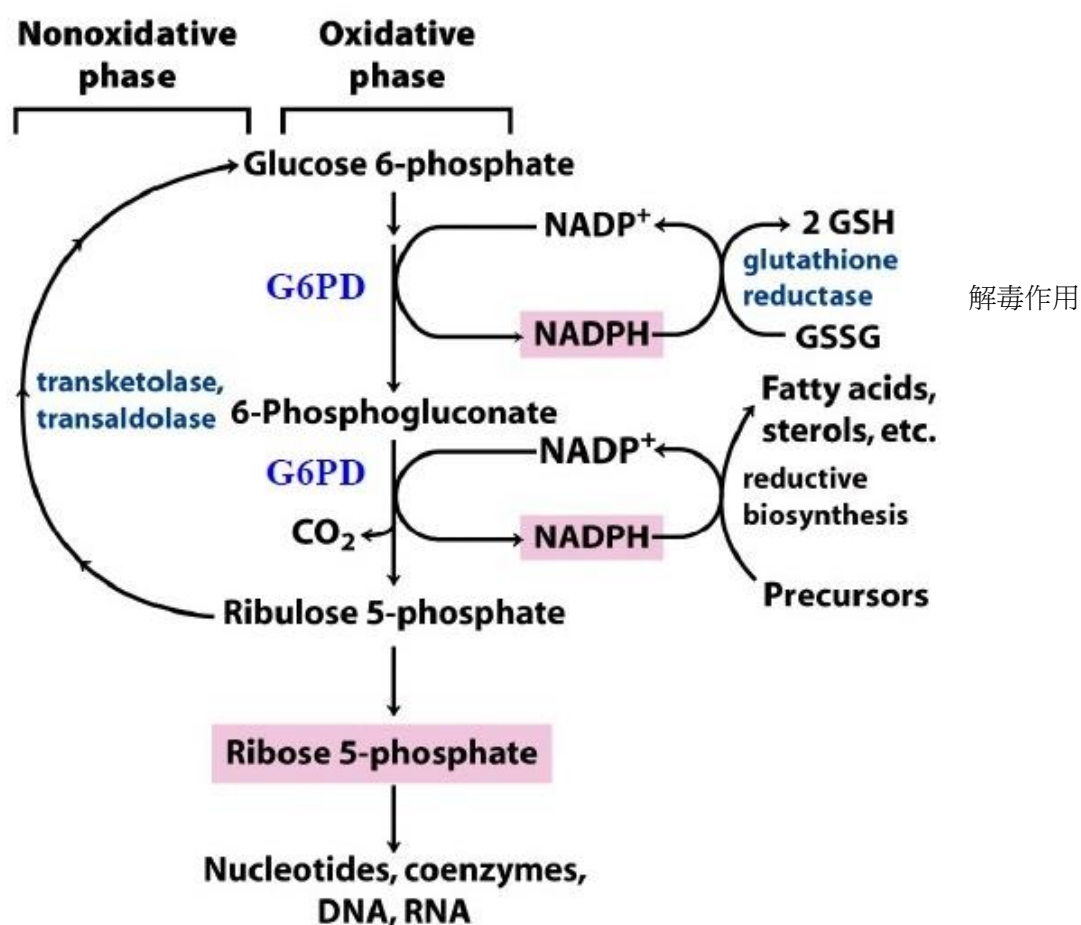 Nonoxidative
phase
Oxidative
phase
Glucose 6-phosphate
NADP⁺
2 GSH
glutathione
reductase
解毒作用
G6PD
NADPH
GSSG
transketolase,
transaldolase
6-Phosphogluconate
Fatty acids,
sterols, etc.
NADP⁺
G6PD
reductive
biosynthesis
CO₂
NADPH
Precursors
Ribulose 5-phosphate
Ribose 5-phosphate
Nucleotides, coenzymes,
DNA, RNA